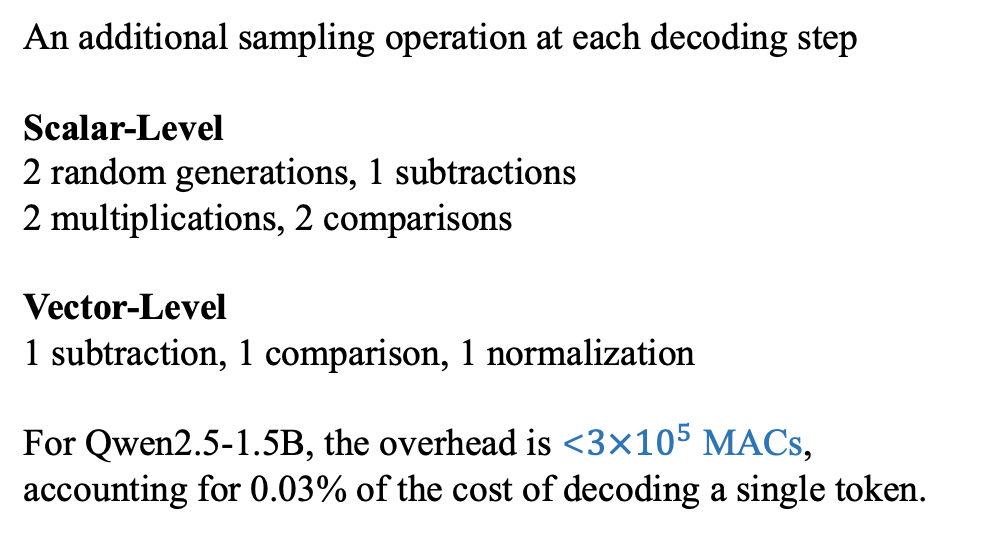 An additional sampling operation at each decoding step
Scalar-Level
2 random generations, 1 subtractions
2 multiplications, 2 comparisons
Vector-Level
1 subtraction, 1 comparison, 1 normalization
For Qwen2.5-1.5B, the overhead is <3×10⁵ MACs,
accounting for 0.03% of the cost of decoding a single token.